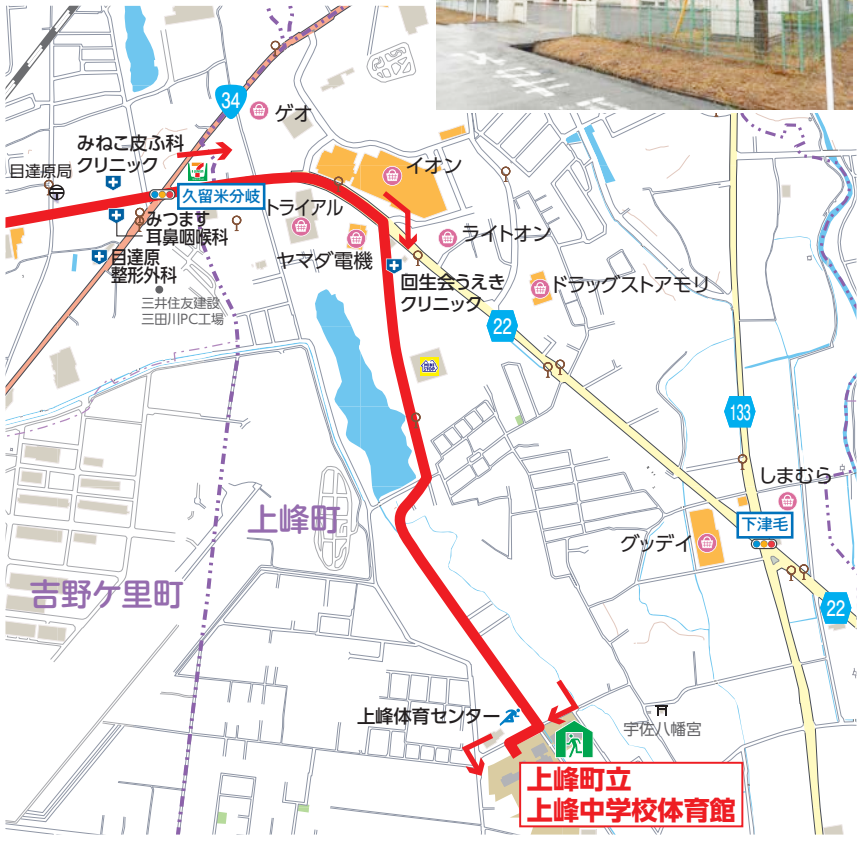 34
ゲオ
みねこ皮ふ科
クリニック
目達原局
7
久留米分岐
イオン
トライアル
みつます
耳鼻咽喉科
ヤマダ電機
ライトオン
目達原
整形外科
回生会うえき
クリニック
ドラッグストアモリ
三井住友建設
三田川PC工場
22
MINI
STOP
133
しまむら
上峰町
下津毛
グッデイ
吉野ケ里町
22
上峰体育センター
宇佐八幡宮
上峰町立
上峰中学校体育館